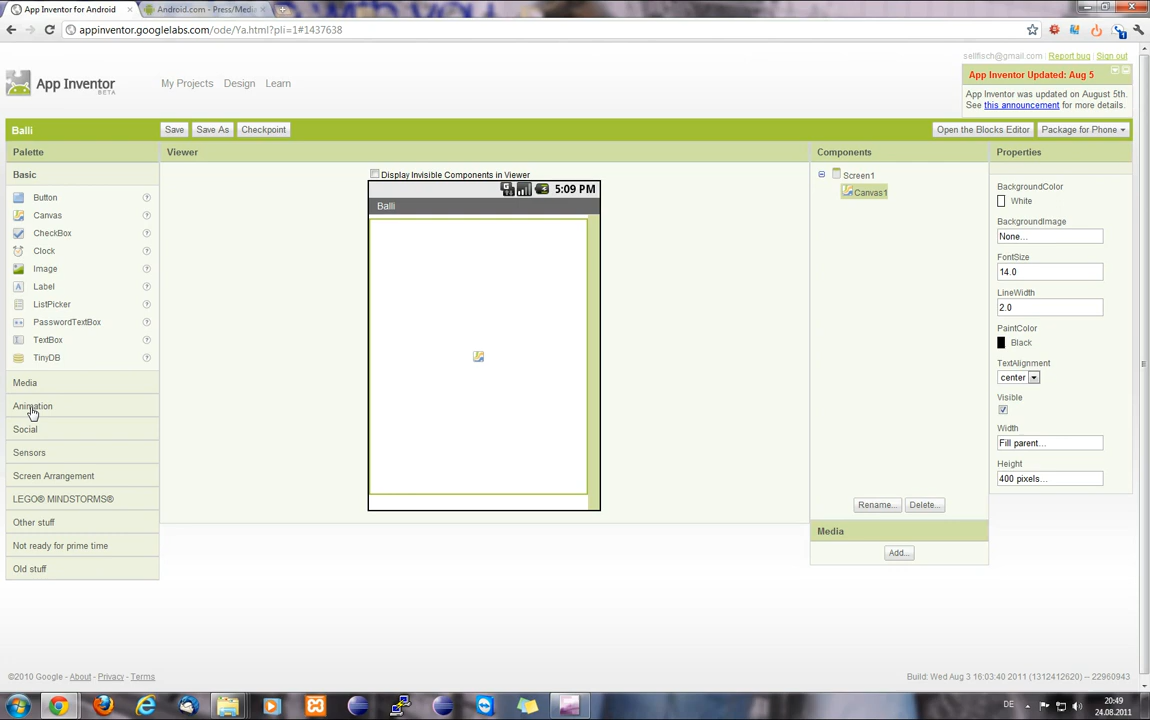 App Inventor for Android
Android.com - Press/Media
appinventor.googlelabs.com/ode/Ya.html?pli=1#1437638
sellfisch@gmail.com | Report bug | Sign out
App Inventor BETA
My Projects Design Learn
App Inventor Updated: Aug 5
App Inventor was updated on August 5th.
See this announcement for more details.
Balli
Save Save As Checkpoint
Open the Blocks Editor Package for Phone
Palette
Viewer
Components
Properties
Basic
Button ?
Canvas ?
CheckBox ?
Clock ?
Image ?
Label ?
ListPicker ?
PasswordTextBox ?
TextBox ?
TinyDB ?
Media
Animation
Social
Sensors
Screen Arrangement
LEGO® MINDSTORMS®
Other stuff
Not ready for prime time
Old stuff
Display Invisible Components in Viewer
5:09 PM
Balli
Screen1
Canvas1
Rename... Delete...
Media
Add...
BackgroundColor
White
BackgroundImage
None...
FontSize
14.0
LineWidth
2.0
PaintColor
Black
TextAlignment
center
Visible
Width
Fill parent...
Height
400 pixels...
©2010 Google - About - Privacy - Terms
Build: Wed Aug 3 16:03:40 2011 (1312412620) -- 22960943
DE
20:49
24.08.2011